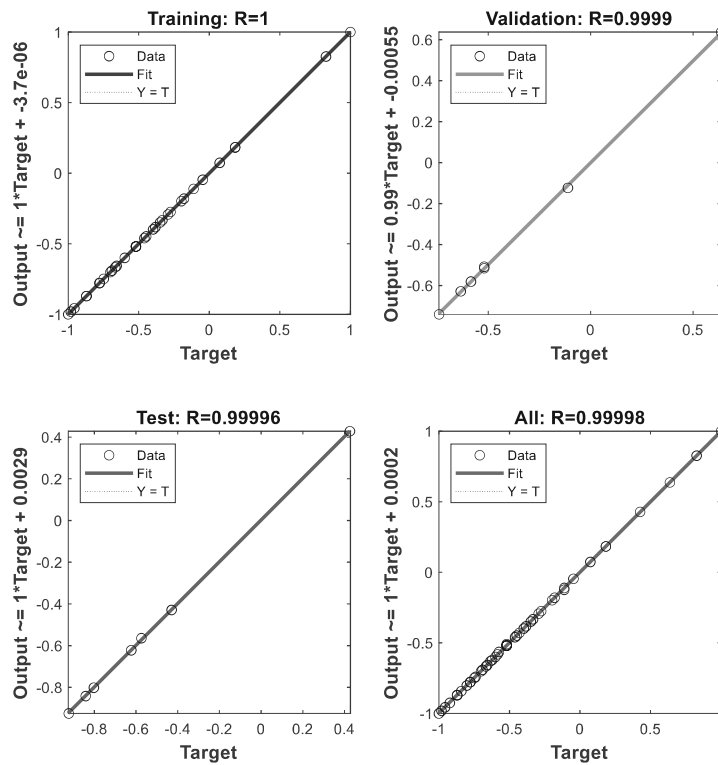 Training: R=1
Output ~= 1*Target + -3.7e-06
1
0.5
0
-0.5
-1
Data
Fit
Y = T
-1
-0.5
0
0.5
1
Target
Validation: R=0.9999
Output ~= 0.99*Target + -0.00055
0.6
0.4
0.2
0
-0.2
-0.4
-0.6
Data
Fit
Y = T
-0.5
0
0.5
Target
Test: R=0.99996
Output ~= 1*Target + 0.0029
0.4
0.2
0
-0.2
-0.4
-0.6
-0.8
Data
Fit
Y = T
-0.8
-0.6
-0.4
-0.2
0
0.2
0.4
Target
All: R=0.99998
Output ~= 1*Target + 0.0002
1
0.5
0
-0.5
-1
Data
Fit
Y = T
-1
-0.5
0
0.5
Target